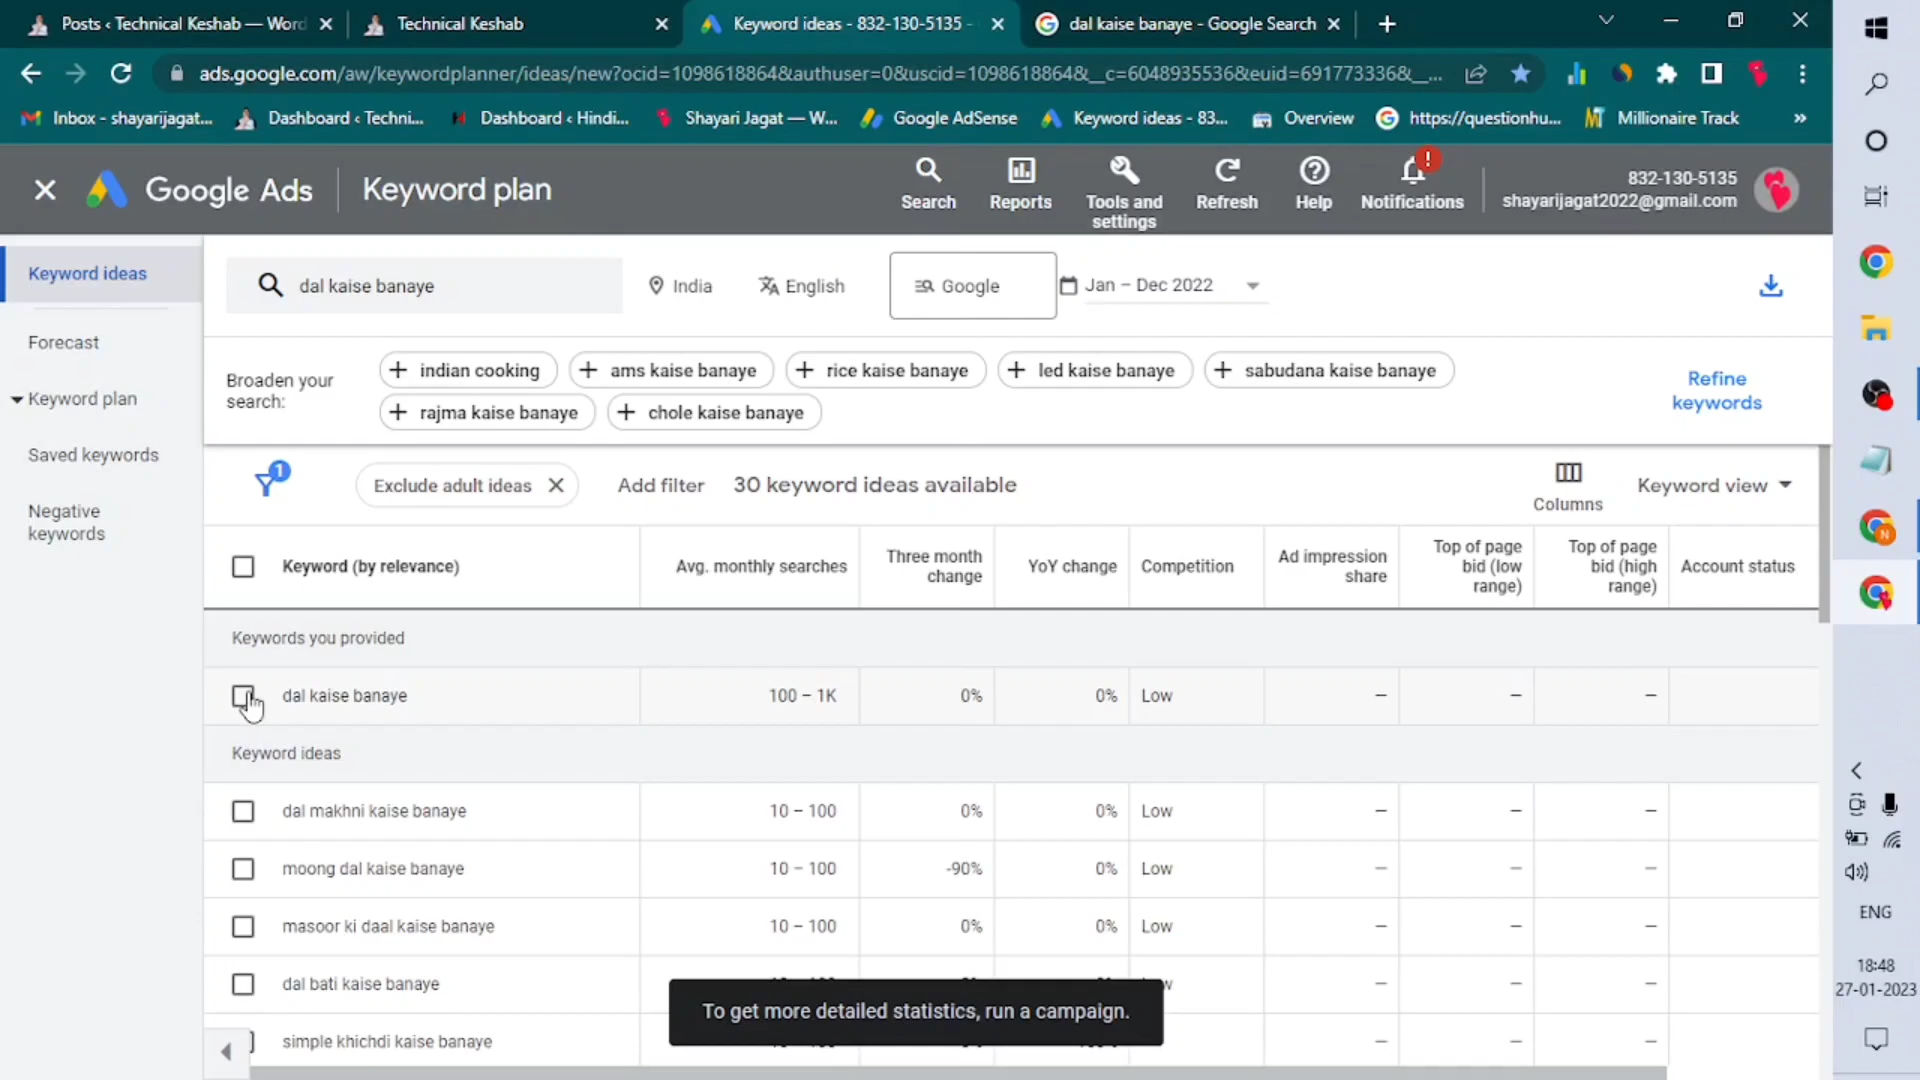 Posts ‹ Technical Keshab — Word
Technical Keshab
Keyword ideas - 832-130-5135 -
dal kaise banaye - Google Search
ads.google.com/aw/keywordplanner/ideas/new?ocid=1098618864&authuser=0&uscid=1098618864&__c=6048935536&euid=691773336&__...
Inbox - shayarijagat...
Dashboard ‹ Techni...
Dashboard ‹ Hindi...
Shayari Jagat — W...
Google AdSense
Keyword ideas - 83...
Overview
https://questionhu...
Millionaire Track
»
Google Ads
Keyword plan
Search
Reports
Tools and
settings
Refresh
Help
!
Notifications
832-130-5135
shayarijagat2022@gmail.com
Keyword ideas
Forecast
Keyword plan
Saved keywords
Negative
keywords
dal kaise banaye
India
English
Google
Jan – Dec 2022
Broaden your
search:
indian cooking
ams kaise banaye
rice kaise banaye
led kaise banaye
sabudana kaise banaye
rajma kaise banaye
chole kaise banaye
Refine
keywords
1
Exclude adult ideas
Add filter
30 keyword ideas available
Columns
Keyword view
Keyword (by relevance)
Avg. monthly searches
Three month
change
YoY change
Competition
Ad impression
share
Top of page
bid (low
range)
Top of page
bid (high
range)
Account status
Keywords you provided
dal kaise banaye 100 – 1K 0% 0% Low – – –
Keyword ideas
dal makhni kaise banaye 10 – 100 0% 0% Low – – –
moong dal kaise banaye 10 – 100 -90% 0% Low – – –
masoor ki daal kaise banaye 10 – 100 0% 0% Low – – –
dal bati kaise banaye – – –
simple khichdi kaise banaye – – –
To get more detailed statistics, run a campaign.
N
ENG
18:48
27-01-2023